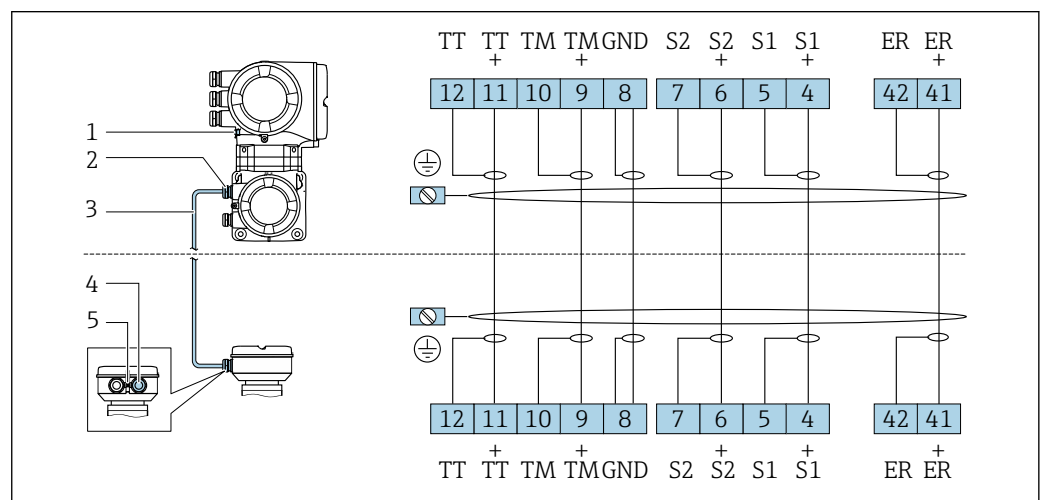 TT TT TM TM GND S2 S2 S1 S1 ER ER
+ + + + +
12 11 10 9 8 7 6 5 4 42 41
1
2
3
4
5
12 11 10 9 8 7 6 5 4 42 41
+ + + + +
TT TT TM TM GND S2 S2 S1 S1 ER ER